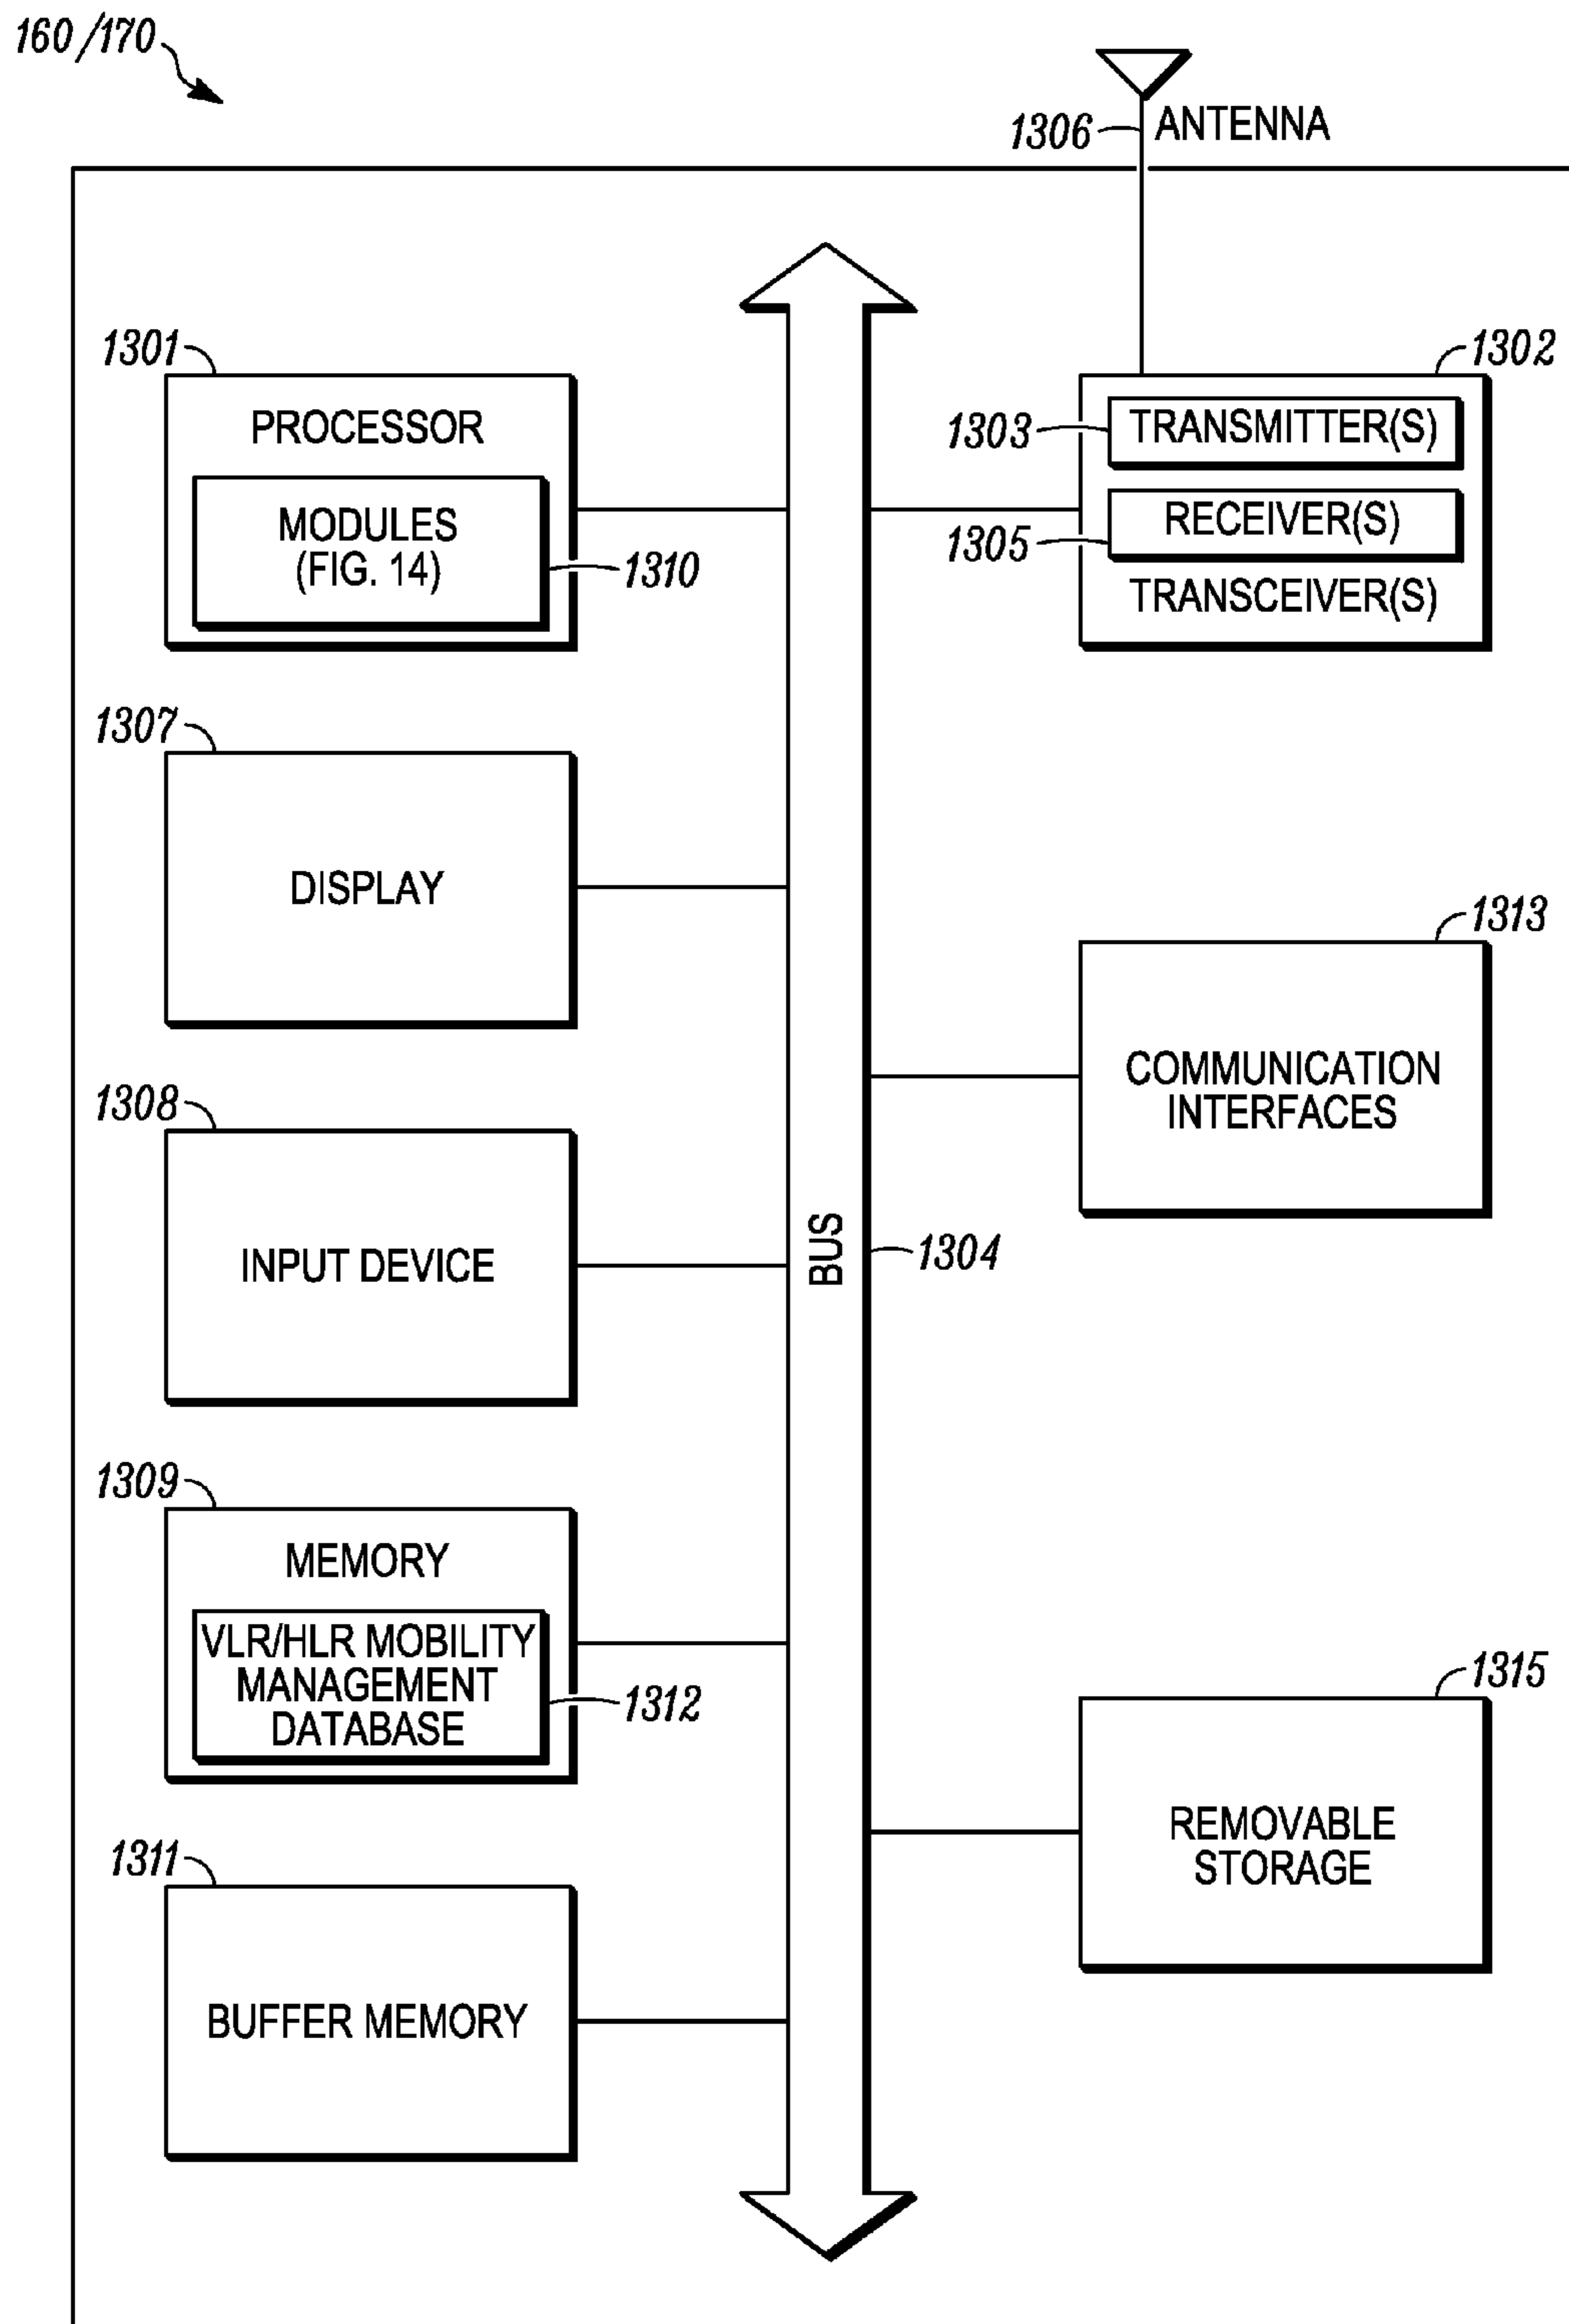 160/170
1306
ANTENNA
1301
PROCESSOR
MODULES
(FIG. 14)
1310
1302
1303
TRANSMITTER(S)
1305
RECEIVER(S)
TRANSCEIVER(S)
1307
DISPLAY
1313
COMMUNICATION
INTERFACES
1308
INPUT DEVICE
BUS
1304
1309
MEMORY
VLR/HLR MOBILITY
MANAGEMENT
DATABASE
1312
1315
REMOVABLE
STORAGE
1311
BUFFER MEMORY